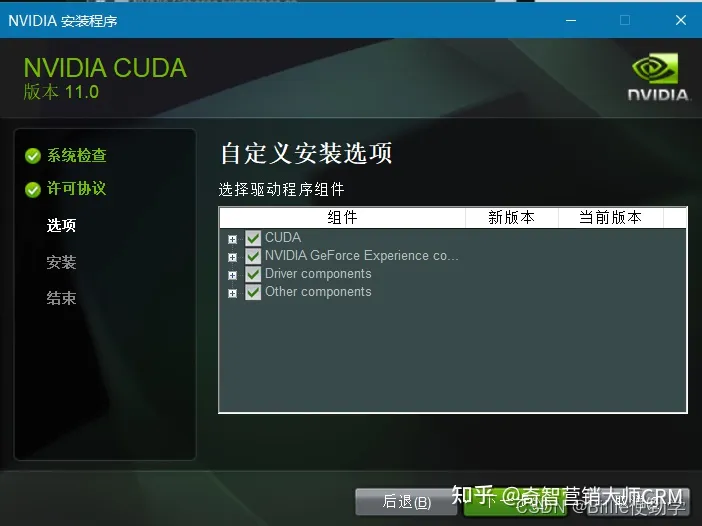 NVIDIA 安装程序
NVIDIA CUDA
版本 11.0
NVIDIA.
系统检查
许可协议
选项
安装
结束
自定义安装选项
选择驱动程序组件
组件 新版本 当前版本
CUDA
NVIDIA GeForce Experience co...
Driver components
Other components
后退(B)
知乎 @奇智营销大师CRM
CSDN @Billie使劲学